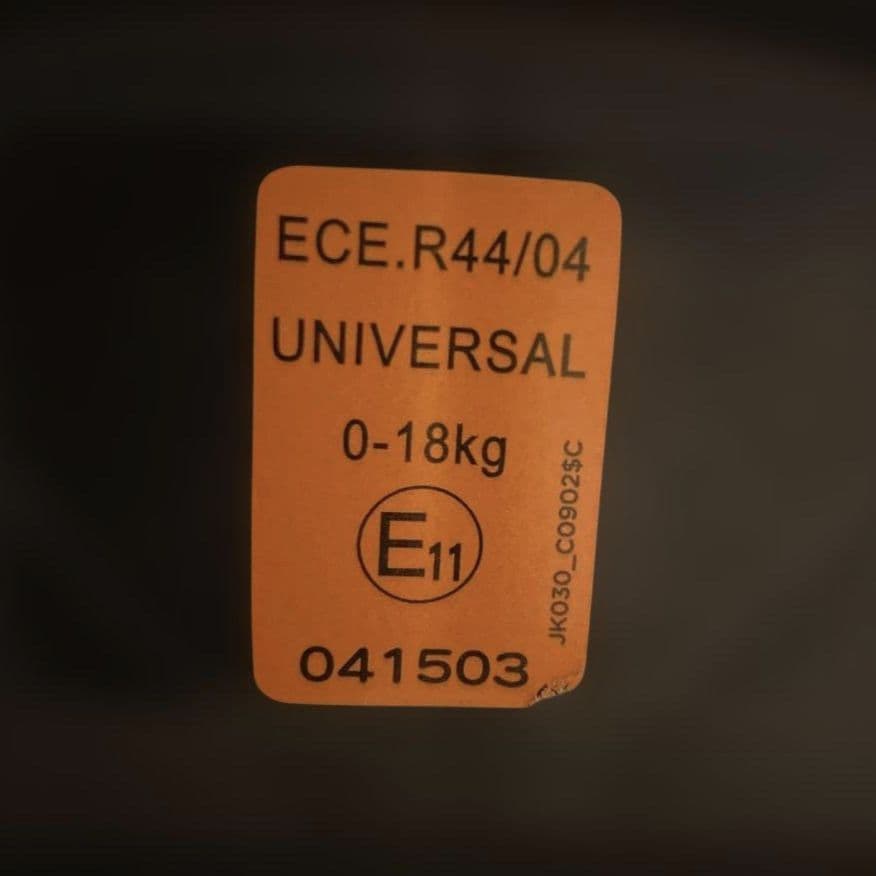 ECE.R44/04
UNIVERSAL
0-18kg
E11
041503
JK030_C0902$C